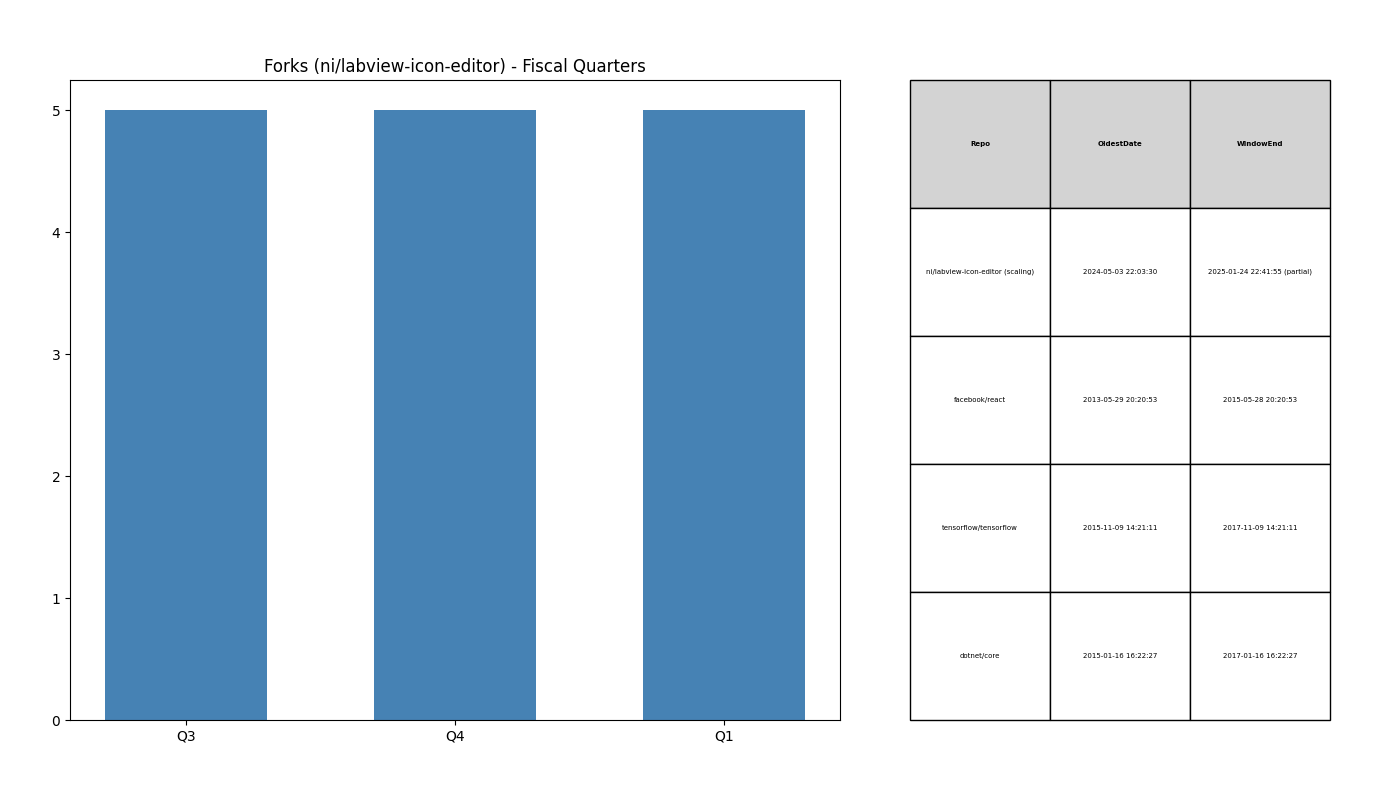 Forks (ni/labview-icon-editor) - Fiscal Quarters
5
4
3
2
1
0
Q3 Q4 Q1
Repo OldestDate WindowEnd
ni/labview-icon-editor (scaling) 2024-05-03 22:03:30 2025-01-24 22:41:55 (partial)
facebook/react 2013-05-29 20:20:53 2015-05-28 20:20:53
tensorflow/tensorflow 2015-11-09 14:21:11 2017-11-09 14:21:11
dotnet/core 2015-01-16 16:22:27 2017-01-16 16:22:27